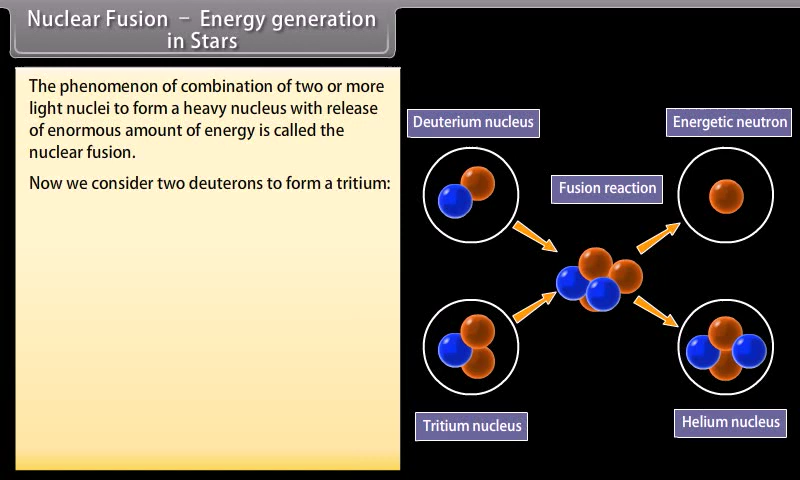 Nuclear Fusion – Energy generation
in Stars
The phenomenon of combination of two or more
light nuclei to form a heavy nucleus with release
of enormous amount of energy is called the
nuclear fusion.
Now we consider two deuterons to form a tritium:
Deuterium nucleus
Energetic neutron
Fusion reaction
Tritium nucleus
Helium nucleus